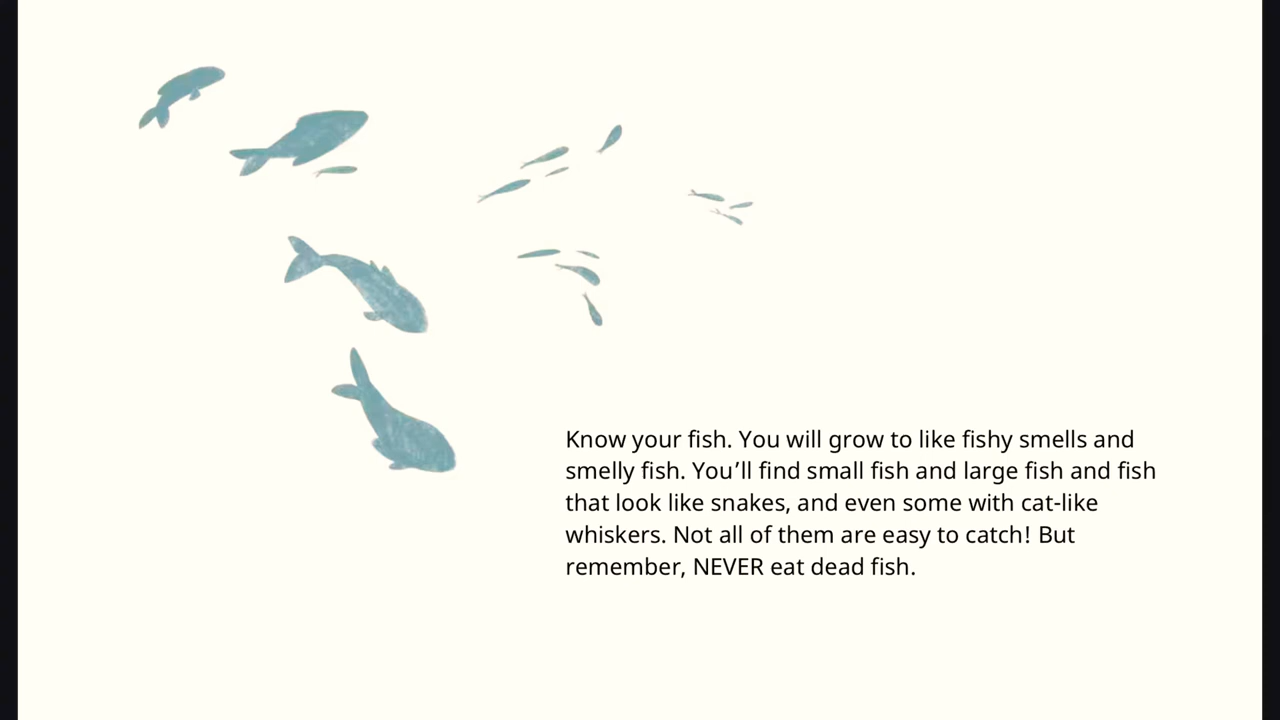 Know your fish. You will grow to like fishy smells and
smelly fish. You’ll find small fish and large fish and fish
that look like snakes, and even some with cat-like
whiskers. Not all of them are easy to catch! But
remember, NEVER eat dead fish.